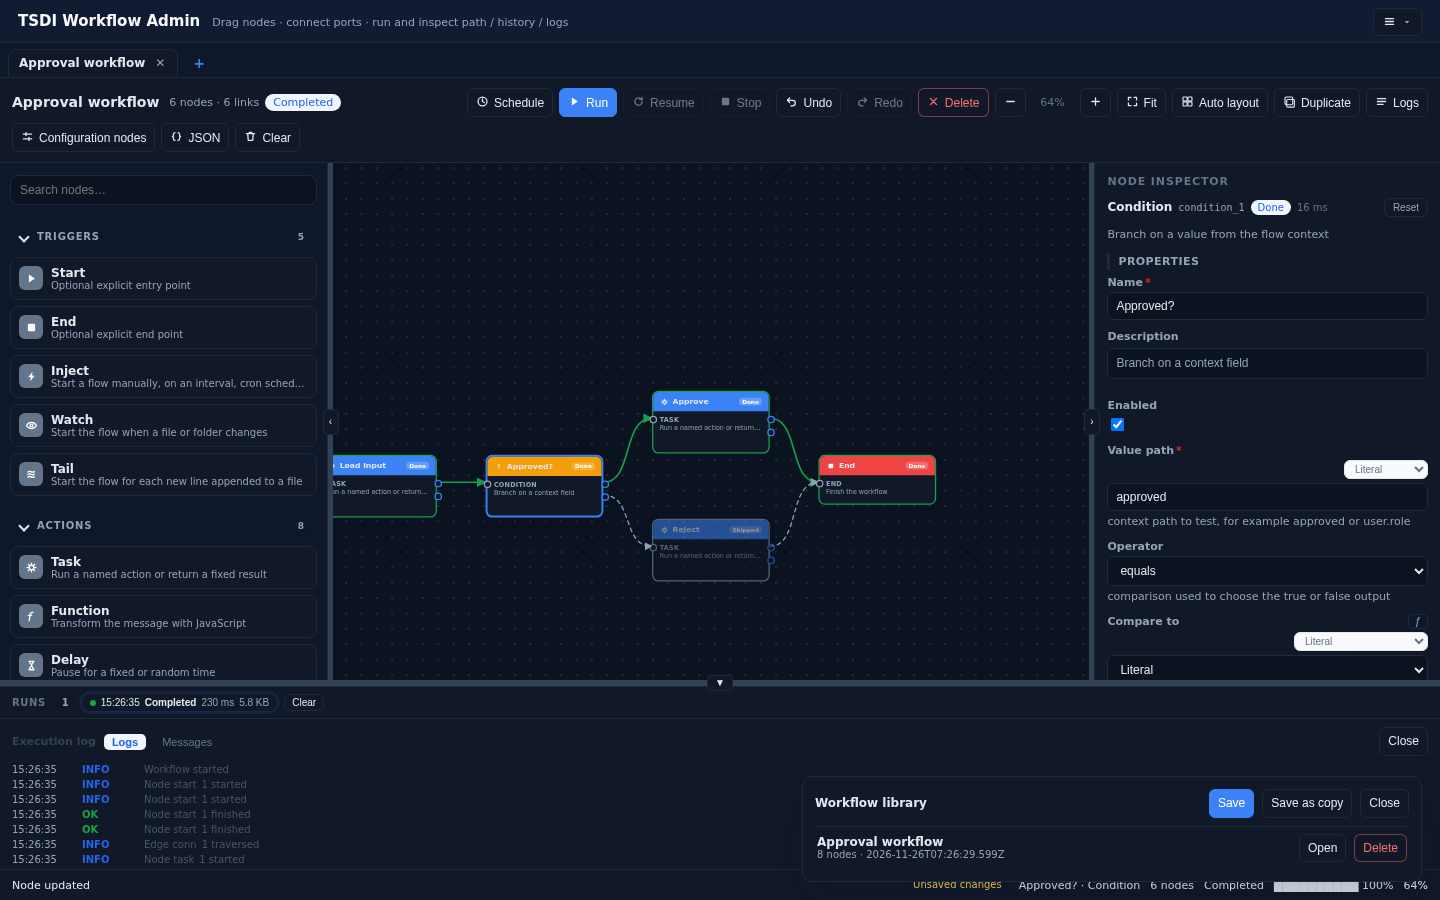 TSDI Workflow Admin
Drag nodes · connect ports · run and inspect path / history / logs
Approval workflow ✕
+
Approval workflow 6 nodes · 6 links Completed
Schedule Run Resume Stop Undo Redo Delete − 64% + Fit Auto layout Duplicate Logs
Configuration nodes JSON Clear
Search nodes…
TRIGGERS 5
Start
Optional explicit entry point
End
Optional explicit end point
Inject
Start a flow manually, on an interval, cron sched…
Watch
Start the flow when a file or folder changes
Tail
Start the flow for each new line appended to a file
ACTIONS 8
Task
Run a named action or return a fixed result
Function
Transform the message with JavaScript
Delay
Pause for a fixed or random time
Load input Done
ASK
un a named action or return…
Approved? Done
CONDITION
Branch on a context field
Approve Done
TASK
Run a named action or return…
Reject Skipped
TASK
Run a named action or return…
End Done
END
Finish the workflow
NODE INSPECTOR
Condition condition_1 Done 16 ms Reset
Branch on a value from the flow context
PROPERTIES
Name *
Approved?
Description
Branch on a context field
Enabled
Value path *
Literal
approved
context path to test, for example approved or user.role
Operator
equals
comparison used to choose the true or false output
Compare to ƒ
Literal
Literal
RUNS 1 15:26:35 Completed 230 ms 5.8 KB Clear
Execution log Logs Messages Close
15:26:35 INFO Workflow started
15:26:35 INFO Node start_1 started
15:26:35 INFO Node start_1 started
15:26:35 OK Node start_1 finished
15:26:35 OK Node start_1 finished
15:26:35 INFO Edge conn_1 traversed
15:26:35 INFO Node task_1 started
Workflow library Save Save as copy Close
Approval workflow
8 nodes · 2026-11-26T07:26:29.599Z
Open Delete
Node updated Unsaved changes Approved? · Condition 6 nodes Completed 100% 64%